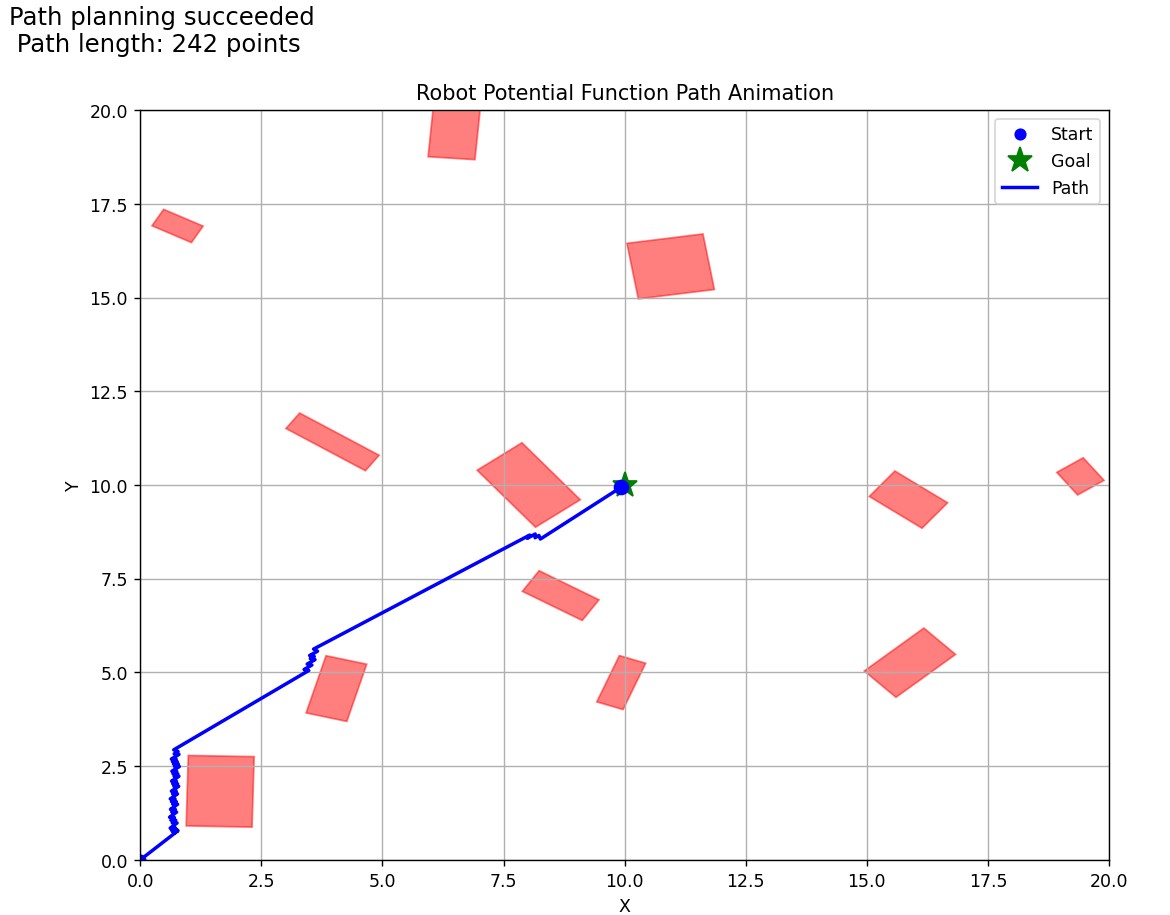 Path planning succeeded
Path length: 242 points
Robot Potential Function Path Animation
20.0
17.5
15.0
12.5
10.0
7.5
5.0
2.5
0.0
Y
Start
Goal
Path
0.0 2.5 5.0 7.5 10.0 12.5 15.0 17.5 20.0
X